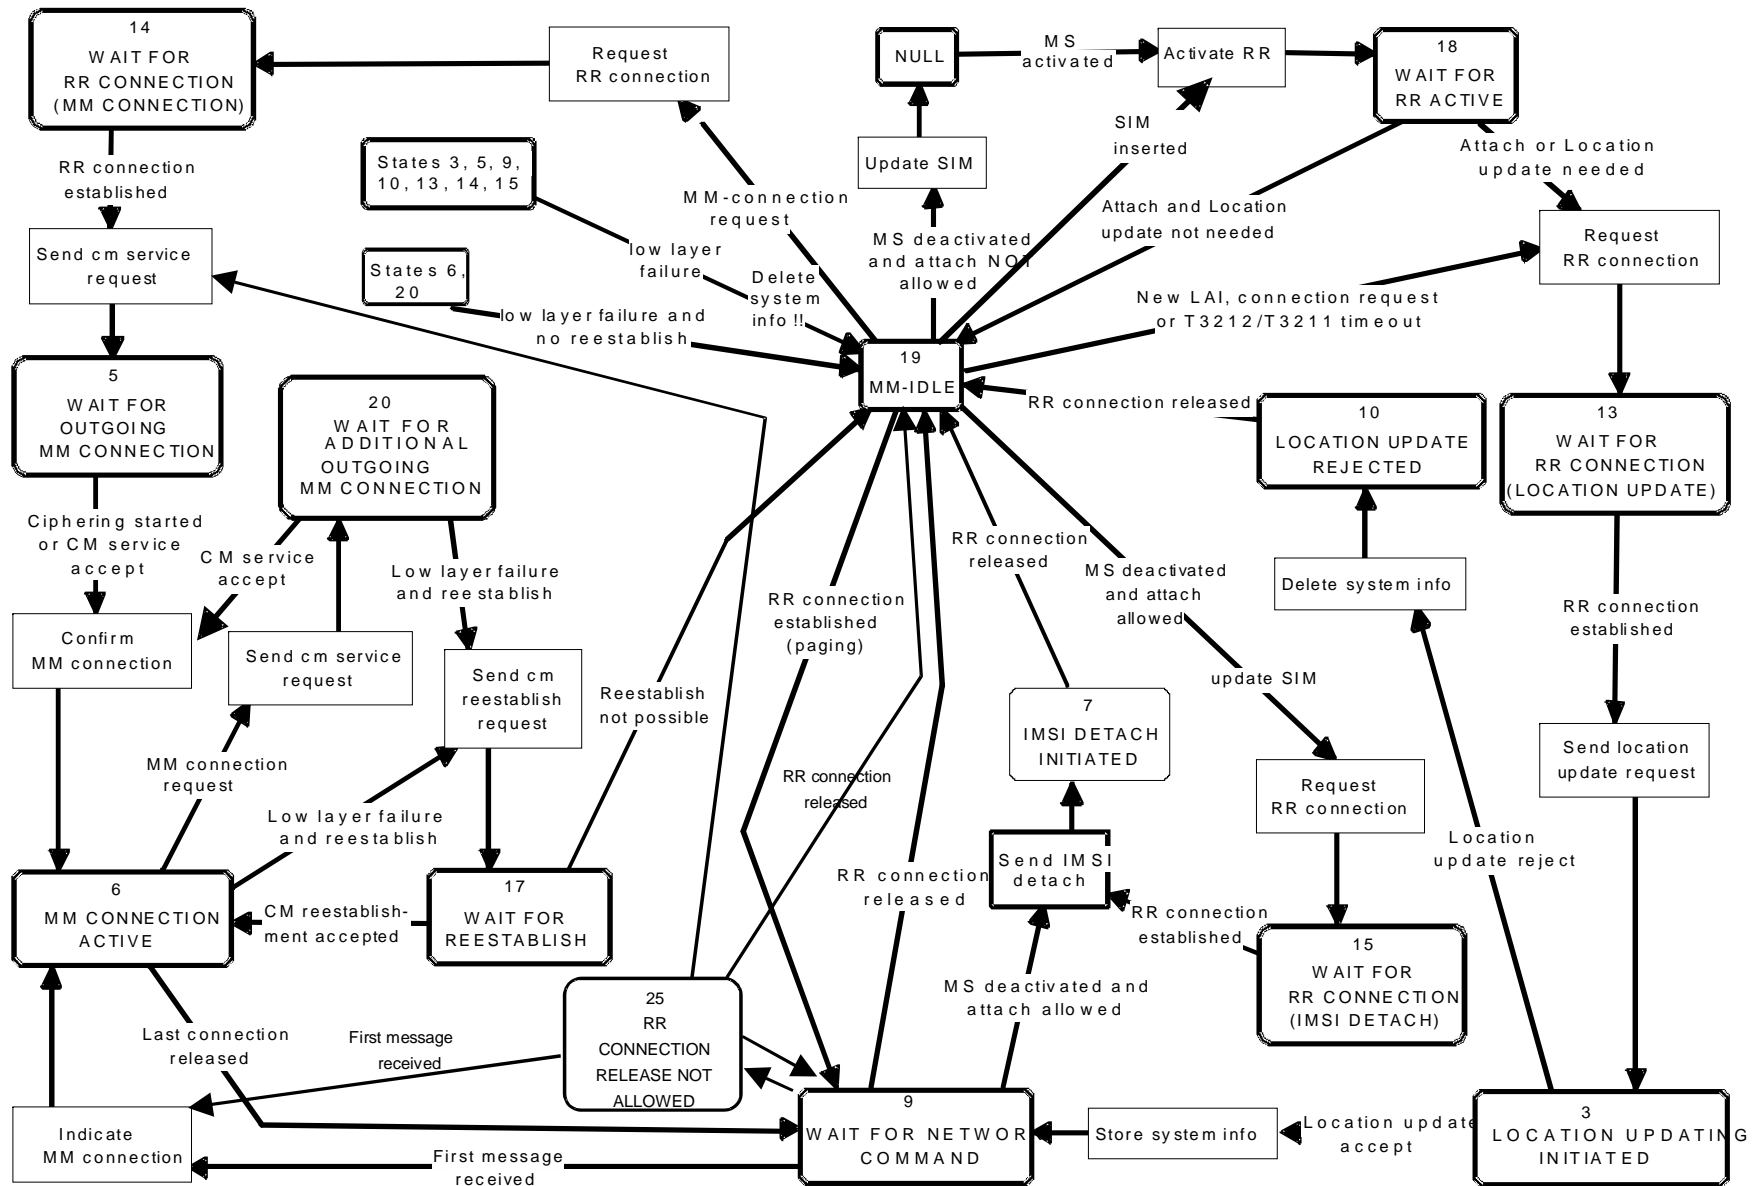 14
WAIT FOR
RR CONNECTION
(MM CONNECTION)
Request
RR connection
NULL
MS
activated
Activate RR
18
WAIT FOR
RR ACTIVE
RR connection
established
States 3, 5, 9,
10, 13, 14, 15
Update SIM
SIM
inserted
Attach or Location
update needed
MM-connection
request
Attach and Location
update not needed
Send cm service
request
low layer
failure
MS deactivated
and attach NOT
allowed
Request
RR connection
States 6,
20
Delete
system
info !!
low layer failure and
no reestablish
New LAI, connection request
or T3212/T3211 timeout
19
MM-IDLE
5
WAIT FOR
OUTGOING
MM CONNECTION
20
WAIT FOR
ADDITIONAL
OUTGOING
MM CONNECTION
RR connection released
10
LOCATION UPDATE
REJECTED
13
WAIT FOR
RR CONNECTION
(LOCATION UPDATE)
Ciphering started
or CM service
accept
CM service
accept
Low layer failure
and reestablish
RR connection
released
MS deactivated
and attach
allowed
Delete system info
RR connection
established
(paging)
RR connection
established
Confirm
MM connection
Send cm service
request
Send cm
reestablish
request
Reestablish
not possible
update SIM
7
IMSI DETACH
INITIATED
Send location
update request
MM connection
request
RR connection
released
Request
RR connection
Low layer failure
and reestablish
Location
update reject
Send IMSI
detach
RR connection
released
6
MM CONNECTION
ACTIVE
CM reestablish-
ment accepted
17
WAIT FOR
REESTABLISH
RR connection
established
15
WAIT FOR
RR CONNECTION
(IMSI DETACH)
MS deactivated and
attach allowed
25
RR
CONNECTION
RELEASE NOT
ALLOWED
Last connection
released
First message
received
9
WAIT FOR NETWOR
COMMAND
Store system info
Location update
accept
3
LOCATION UPDATING
INITIATED
Indicate
MM connection
First message
received